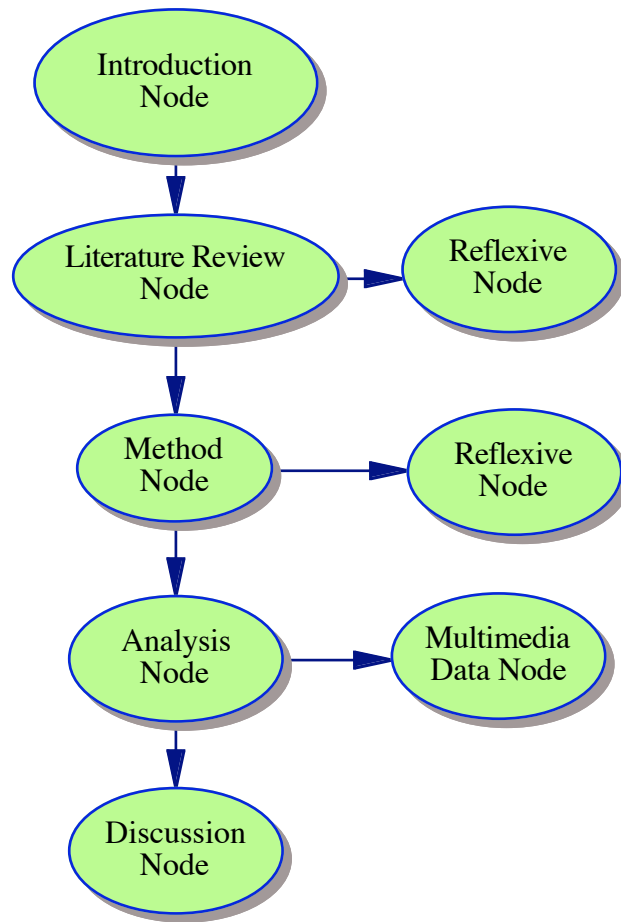 Introduction
Node
Literature Review
Node
Reflexive
Node
Method
Node
Reflexive
Node
Analysis
Node
Multimedia
Data Node
Discussion
Node